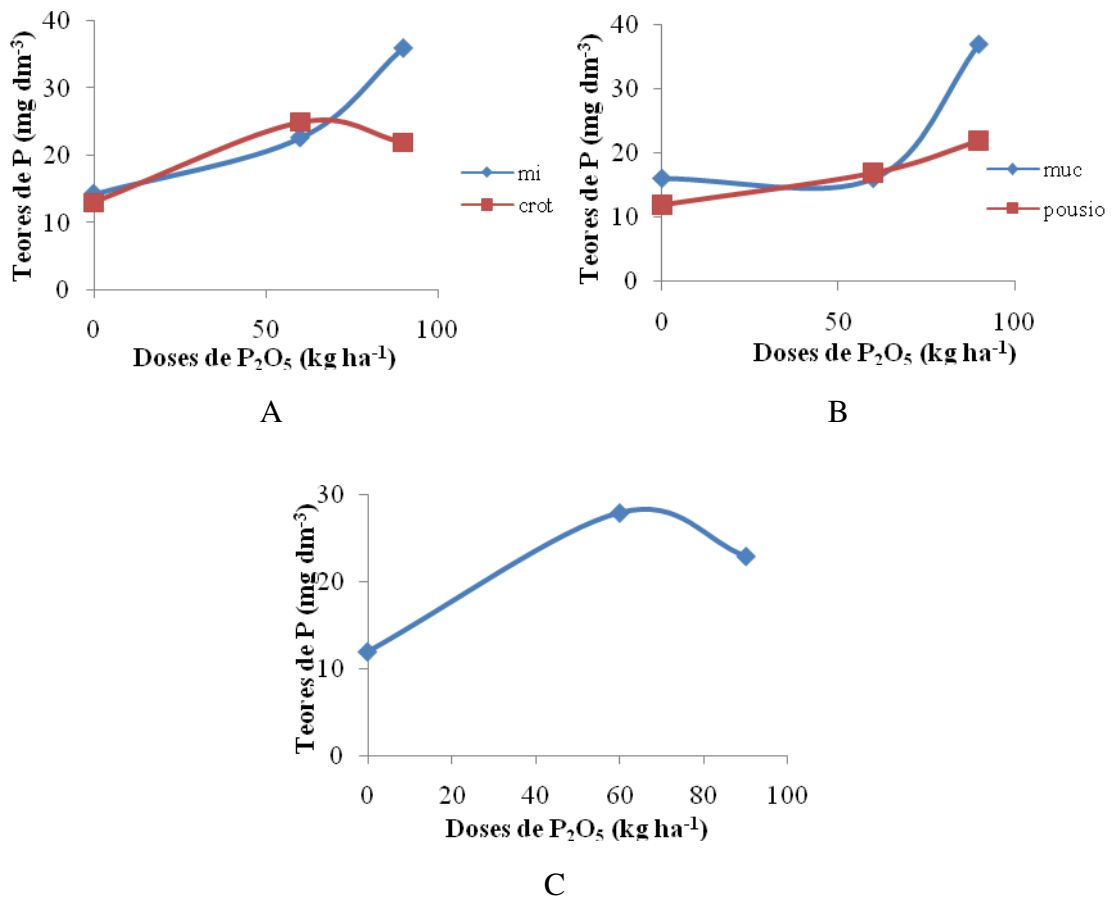 40
30
20
10
0
0
50
100
Teores de P (mg dm⁻³)
Doses de P₂O₅ (kg ha⁻¹)
mi
crot
A
40
30
20
10
0
0
50
100
Teores de P (mg dm⁻³)
Doses de P₂O₅ (kg ha⁻¹)
muc
pousio
B
30
20
10
0
0
20
40
60
80
100
Teores de P (mg dm⁻³)
Doses de P₂O₅ (kg ha⁻¹)
C